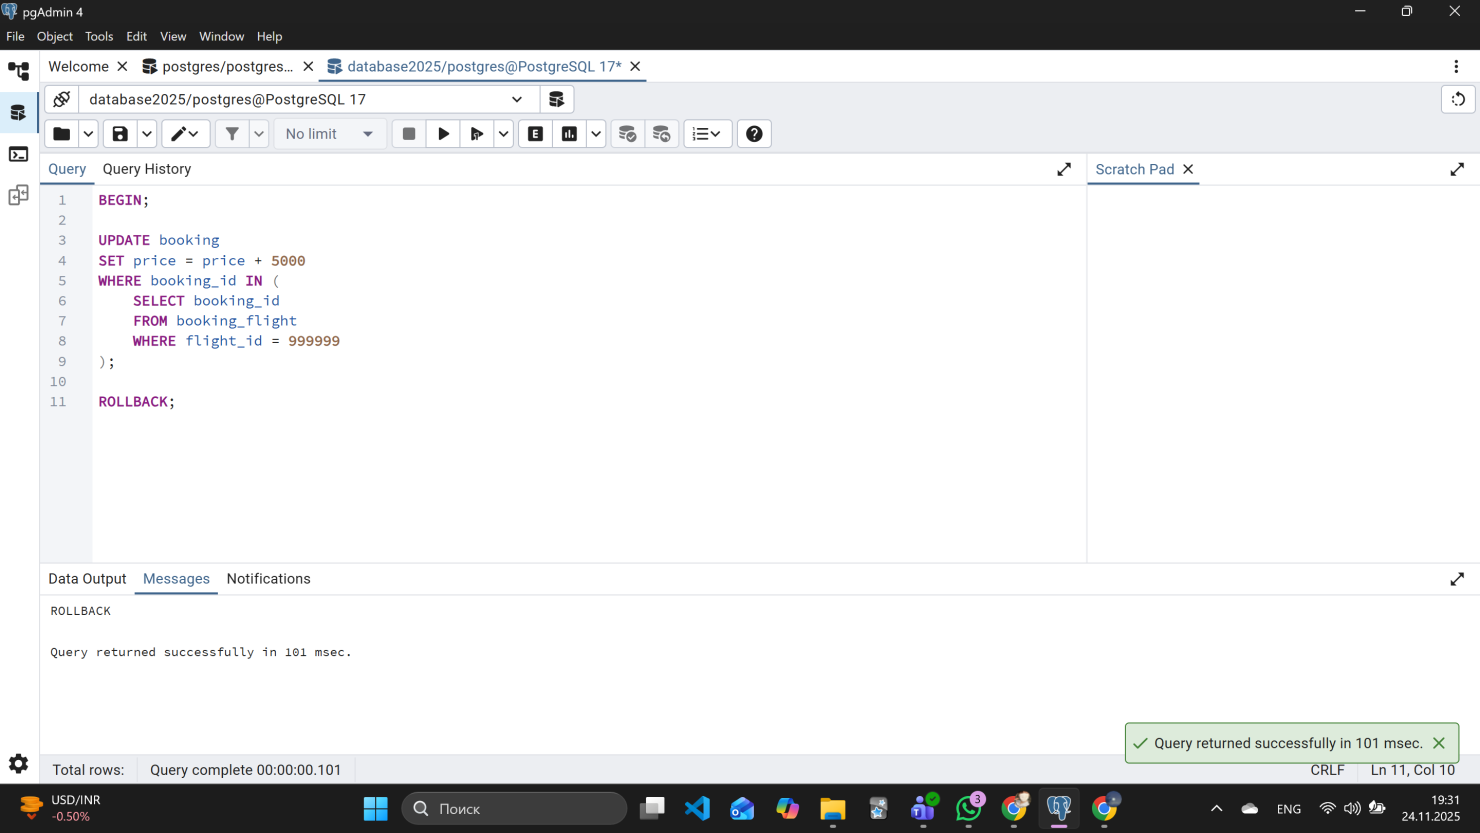 pgAdmin 4
File Object Tools Edit View Window Help
Welcome postgres/postgres... database2025/postgres@PostgreSQL 17*
database2025/postgres@PostgreSQL 17
No limit
E
Query Query History
Scratch Pad
1 BEGIN;
2
3 UPDATE booking
4 SET price = price + 5000
5 WHERE booking_id IN (
6 SELECT booking_id
7 FROM booking_flight
8 WHERE flight_id = 999999
9 );
10
11 ROLLBACK;
Data Output Messages Notifications
ROLLBACK
Query returned successfully in 101 msec.
Query returned successfully in 101 msec.
Total rows: Query complete 00:00:00.101
CRLF Ln 11, Col 10
USD/INR
-0.50%
Поиск
3
ENG
19:31
24.11.2025